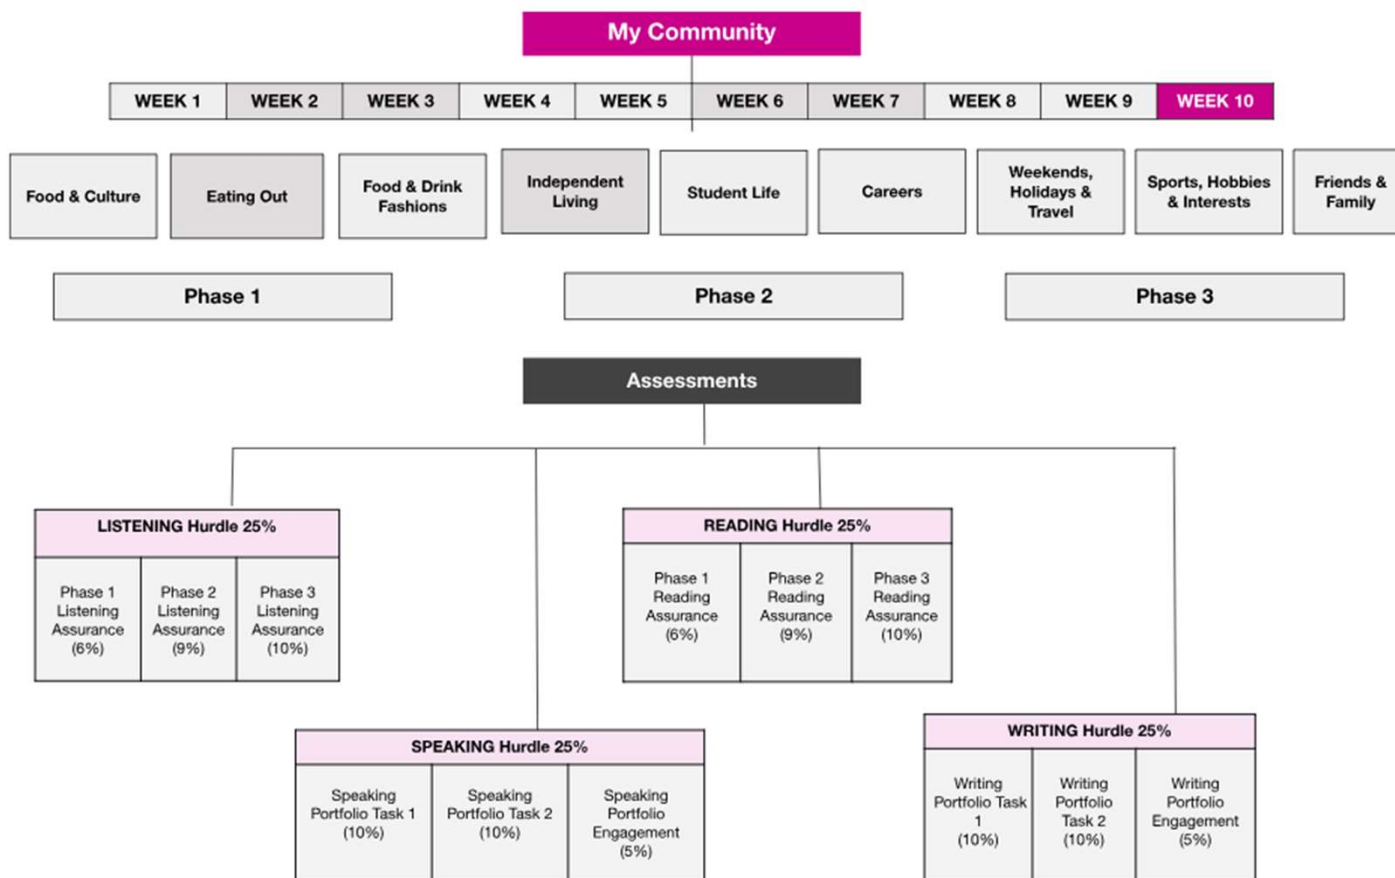 My Community
WEEK 1 WEEK 2 WEEK 3 WEEK 4 WEEK 5 WEEK 6 WEEK 7 WEEK 8 WEEK 9 WEEK 10
Food & Culture
Eating Out
Food & Drink
Fashions
Independent
Living
Student Life
Careers
Weekends,
Holidays &
Travel
Sports, Hobbies
& Interests
Friends &
Family
Phase 1
Phase 2
Phase 3
Assessments
LISTENING Hurdle 25%
Phase 1
Listening
Assurance
(6%)
Phase 2
Listening
Assurance
(9%)
Phase 3
Listening
Assurance
(10%)
READING Hurdle 25%
Phase 1
Reading
Assurance
(6%)
Phase 2
Reading
Assurance
(9%)
Phase 3
Reading
Assurance
(10%)
SPEAKING Hurdle 25%
Speaking
Portfolio Task 1
(10%)
Speaking
Portfolio Task 2
(10%)
Speaking
Portfolio
Engagement
(5%)
WRITING Hurdle 25%
Writing
Portfolio Task
1
(10%)
Writing
Portfolio
Task 2
(10%)
Writing
Portfolio
Engagement
(5%)